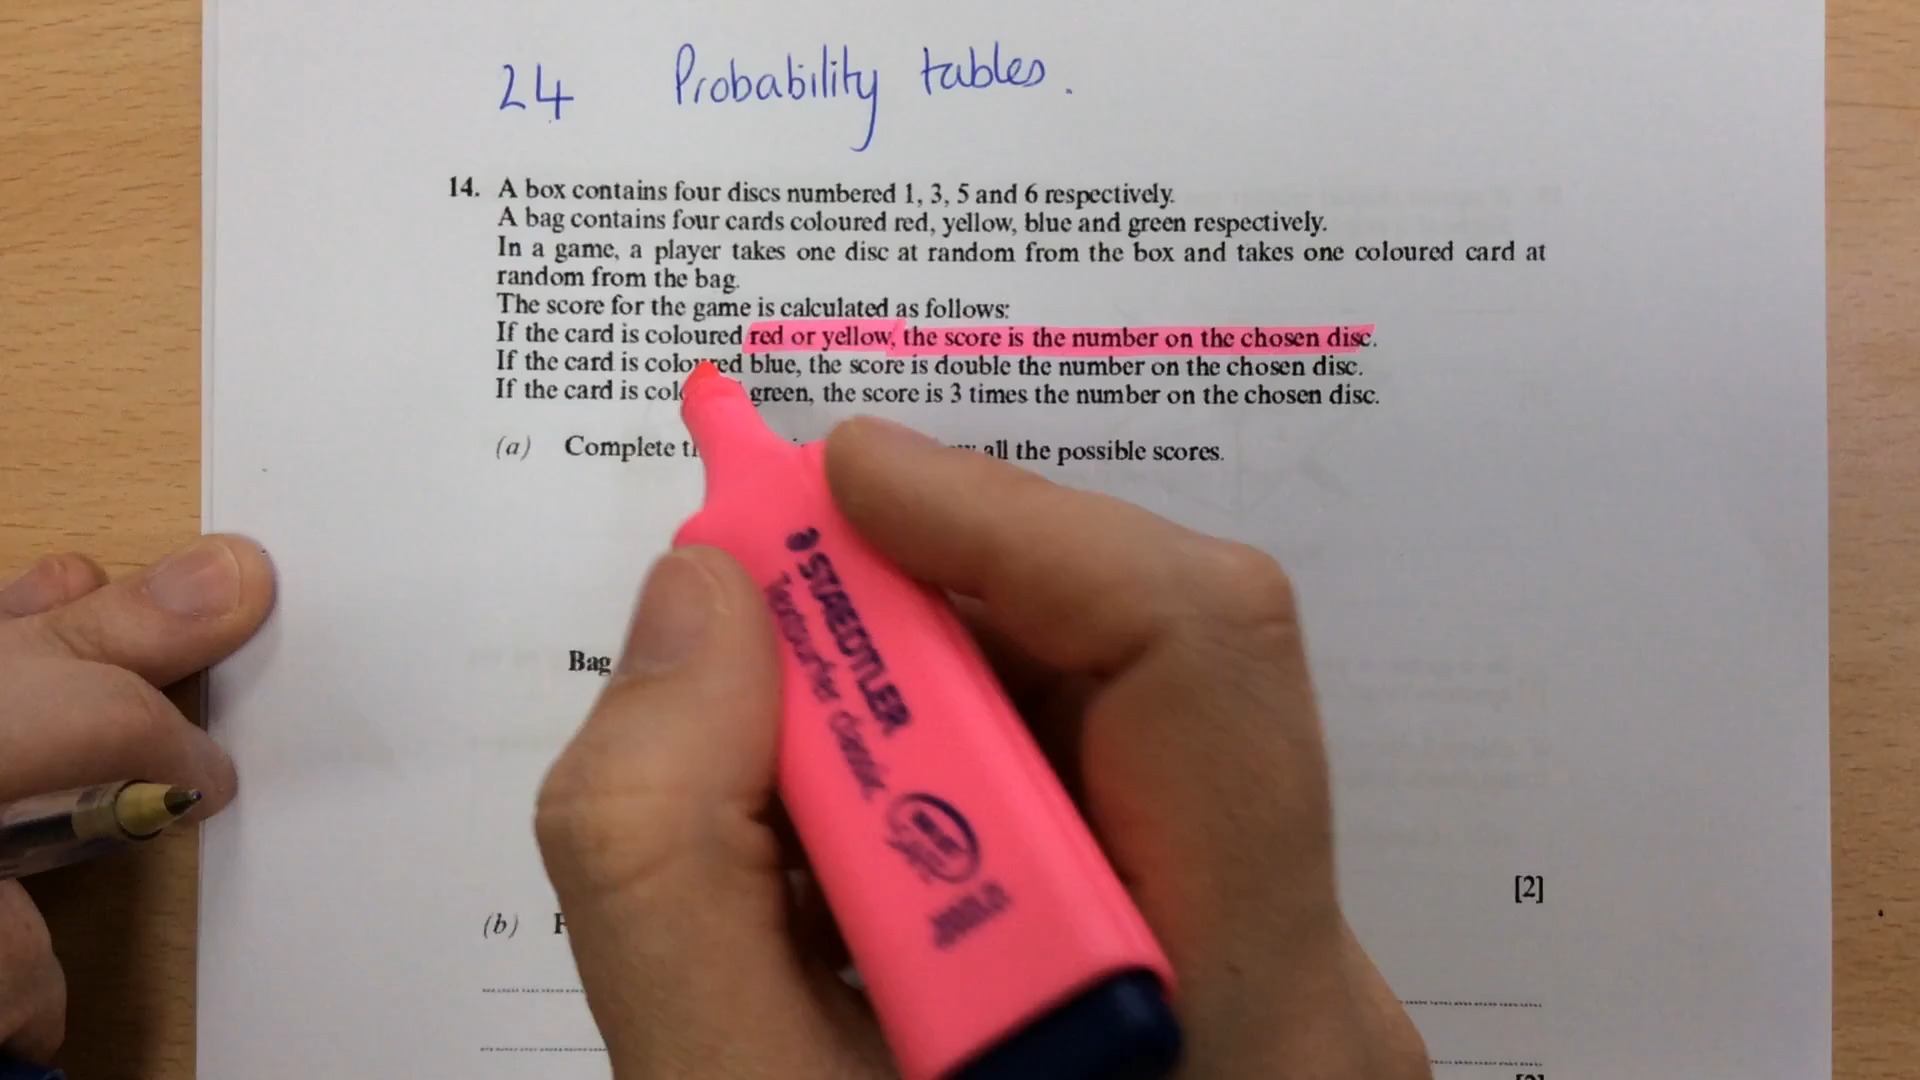 24 Probability tables.
14. A box contains four discs numbered 1, 3, 5 and 6 respectively.
A bag contains four cards coloured red, yellow, blue and green respectively.
In a game, a player takes one disc at random from the box and takes one coloured card at
random from the bag.
The score for the game is calculated as follows:
If the card is coloured red or yellow, the score is the number on the chosen disc.
If the card is coloured blue, the score is double the number on the chosen disc.
If the card is green, the score is 3 times the number on the chosen disc.
(a) Complete all the possible scores.
STAEDTLER
Textsurfer classic
Bag
[2]
(b)